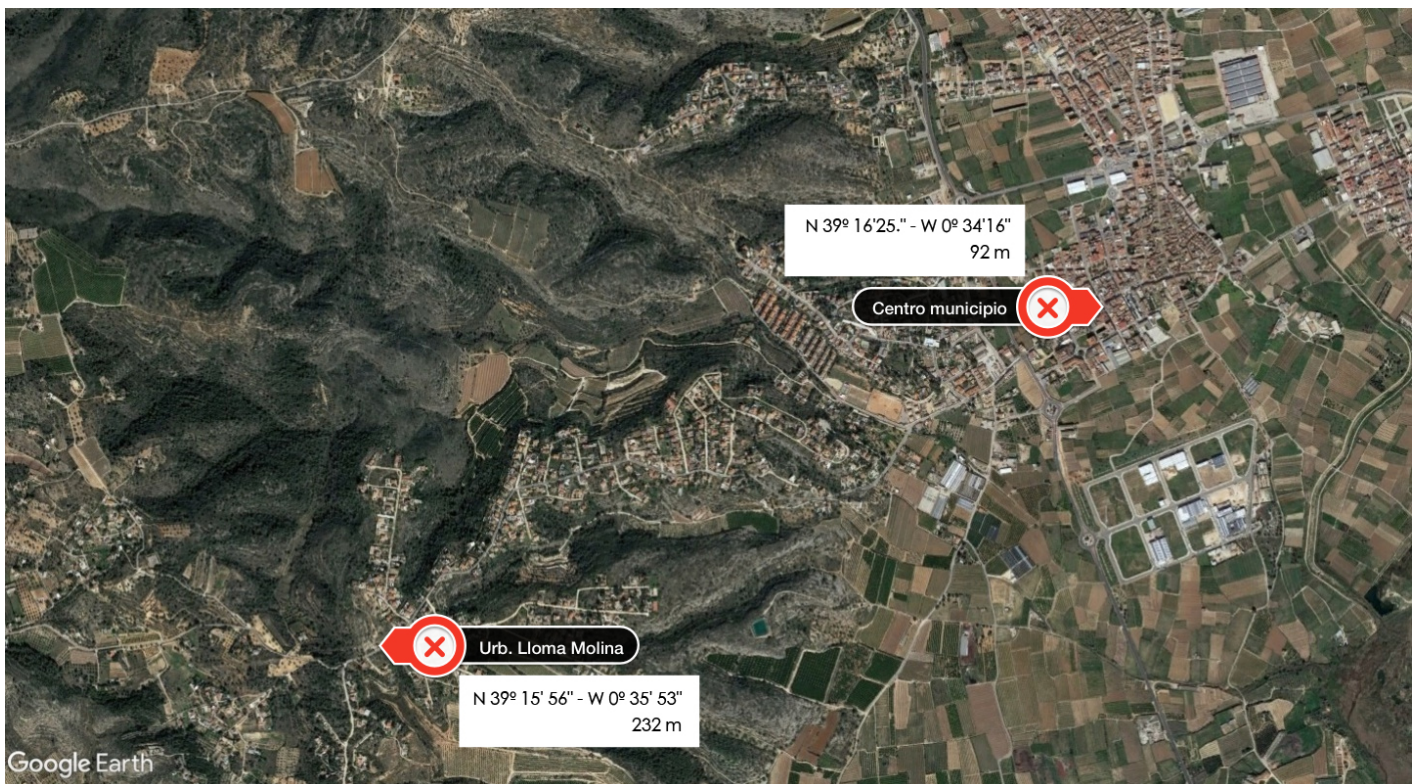 N 39º 16'25." - W 0º 34'16"
92 m
Centro municipio
Urb. Lloma Molina
N 39º 15' 56" - W 0º 35' 53"
232 m
Google Earth